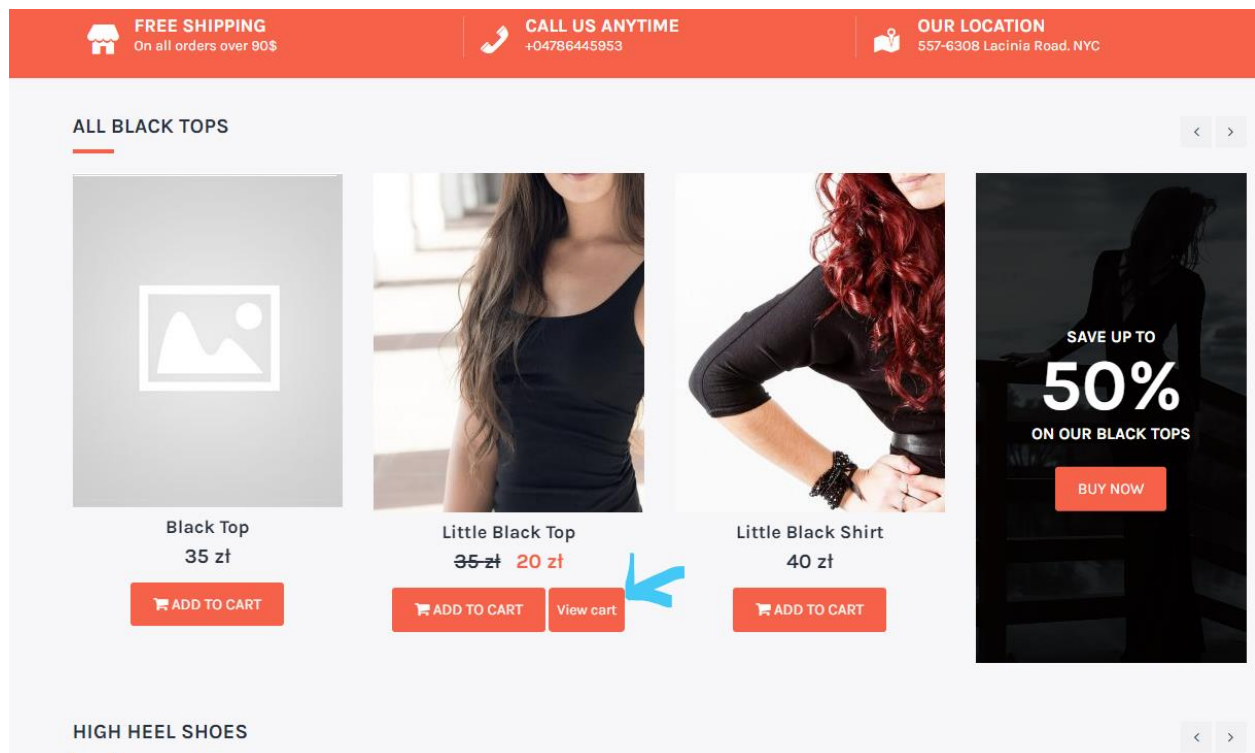 FREE SHIPPING
On all orders over 90$
CALL US ANYTIME
+04786445953
OUR LOCATION
557-6308 Lacinia Road. NYC
ALL BLACK TOPS
Black Top
35 zł
ADD TO CART
Little Black Top
35 zł 20 zł
ADD TO CART View cart
Little Black Shirt
40 zł
ADD TO CART
SAVE UP TO
50%
ON OUR BLACK TOPS
BUY NOW
HIGH HEEL SHOES